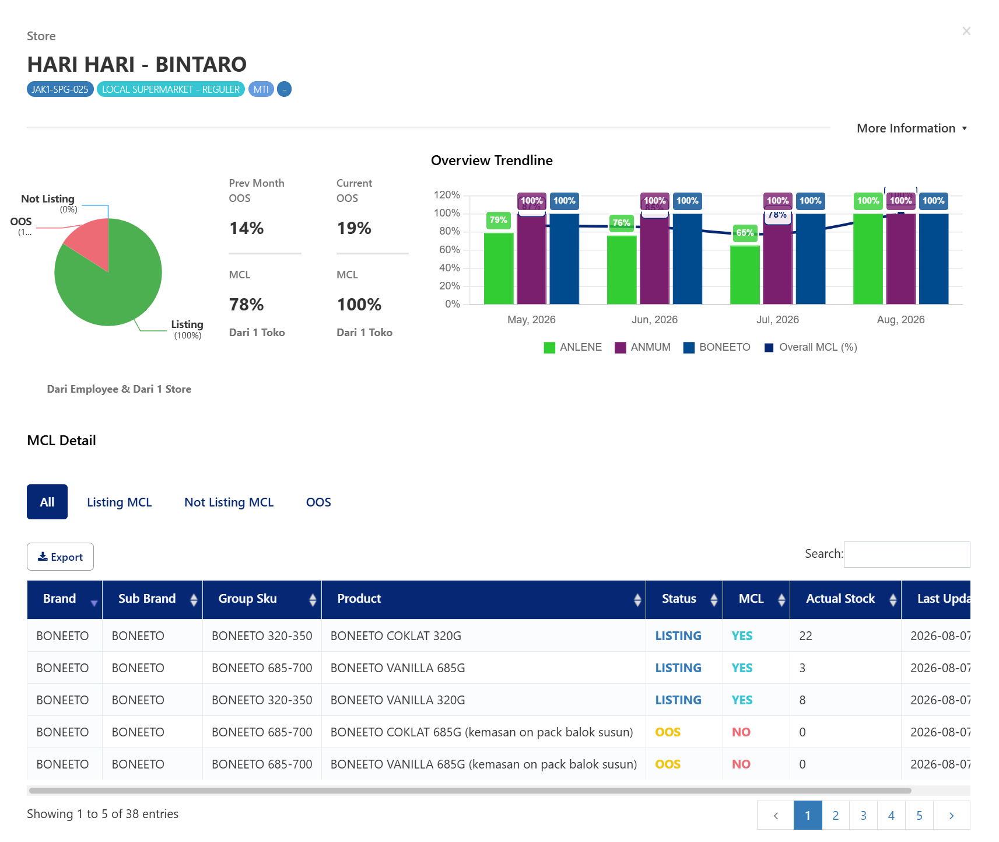 Store
×
HARI HARI - BINTARO
JAK1-SPG-025 LOCAL SUPERMARKET - REGULER MTI -
More Information
Overview Trendline
Not Listing
(0%)
OOS
(1...
Listing
(100%)
Dari Employee & Dari 1 Store
Prev Month
OOS
14%
MCL
78%
Dari 1 Toko
Current
OOS
19%
MCL
100%
Dari 1 Toko
120%
100%
80%
60%
40%
20%
0%
79% 87% 100% 100%
76% 85% 100% 100%
65% 78% 100% 100%
100% 100% 100% 100%
May, 2026 Jun, 2026 Jul, 2026 Aug, 2026
ANLENE ANMUM BONEETO Overall MCL (%)
MCL Detail
All Listing MCL Not Listing MCL OOS
Export
Search:
Brand Sub Brand Group Sku Product Status MCL Actual Stock Last Upda
BONEETO BONEETO BONEETO 320-350 BONEETO COKLAT 320G LISTING YES 22 2026-08-07
BONEETO BONEETO BONEETO 685-700 BONEETO VANILLA 685G LISTING YES 3 2026-08-07
BONEETO BONEETO BONEETO 320-350 BONEETO VANILLA 320G LISTING YES 8 2026-08-07
BONEETO BONEETO BONEETO 685-700 BONEETO COKLAT 685G (kemasan on pack balok susun) OOS NO 0 2026-08-07
BONEETO BONEETO BONEETO 685-700 BONEETO VANILLA 685G (kemasan on pack balok susun) OOS NO 0 2026-08-07
Showing 1 to 5 of 38 entries
‹ 1 2 3 4 5 ›